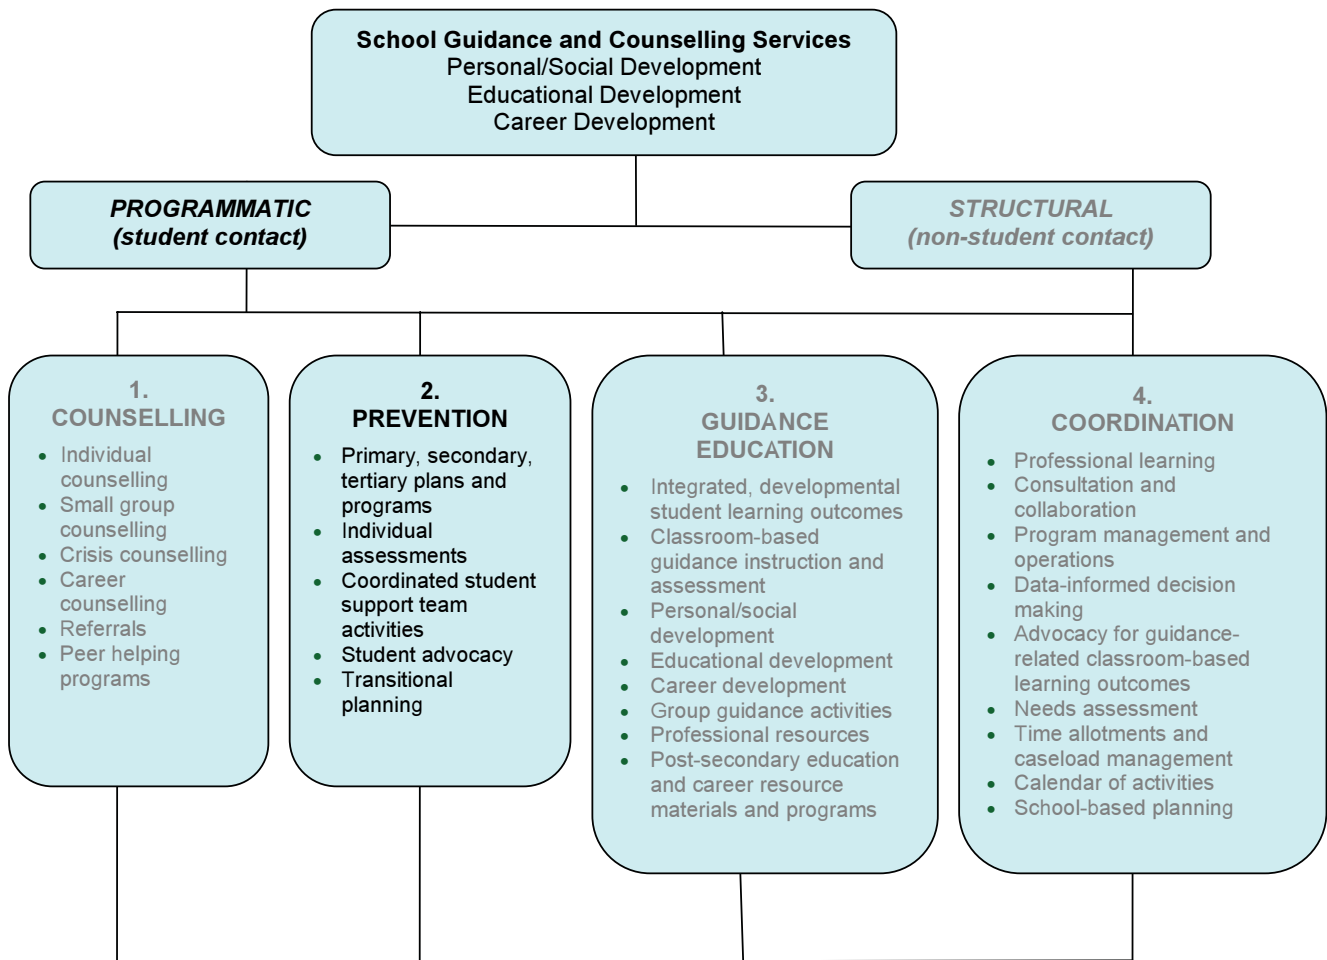 School Guidance and Counselling Services
Personal/Social Development
Educational Development
Career Development
PROGRAMMATIC
(student contact)
STRUCTURAL
(non-student contact)
1.
COUNSELLING
• Individual
counselling
• Small group
counselling
• Crisis counselling
• Career
counselling
• Referrals
• Peer helping
programs
2.
PREVENTION
• Primary, secondary,
tertiary plans and
programs
• Individual
assessments
• Coordinated student
support team
activities
• Student advocacy
• Transitional
planning
3.
GUIDANCE
EDUCATION
• Integrated, developmental
student learning outcomes
• Classroom-based
guidance instruction and
assessment
• Personal/social
development
• Educational development
• Career development
• Group guidance activities
• Professional resources
• Post-secondary education
and career resource
materials and programs
4.
COORDINATION
• Professional learning
• Consultation and
collaboration
• Program management and
operations
• Data-informed decision
making
• Advocacy for guidance-
related classroom-based
learning outcomes
• Needs assessment
• Time allotments and
caseload management
• Calendar of activities
• School-based planning